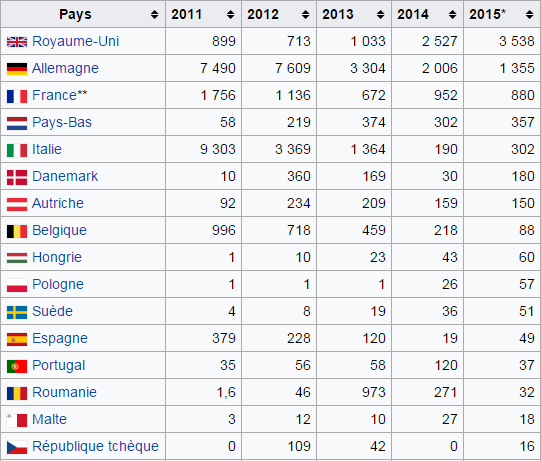 Pays 2011 2012 2013 2014 2015*
Royaume-Uni 899 713 1 033 2 527 3 538
Allemagne 7 490 7 609 3 304 2 006 1 355
France** 1 756 1 136 672 952 880
Pays-Bas 58 219 374 302 357
Italie 9 303 3 369 1 364 190 302
Danemark 10 360 169 30 180
Autriche 92 234 209 159 150
Belgique 996 718 459 218 88
Hongrie 1 10 23 43 60
Pologne 1 1 1 26 57
Suède 4 8 19 36 51
Espagne 379 228 120 19 49
Portugal 35 56 58 120 37
Roumanie 1,6 46 973 271 32
Malte 3 12 10 27 18
République tchèque 0 109 42 0 16